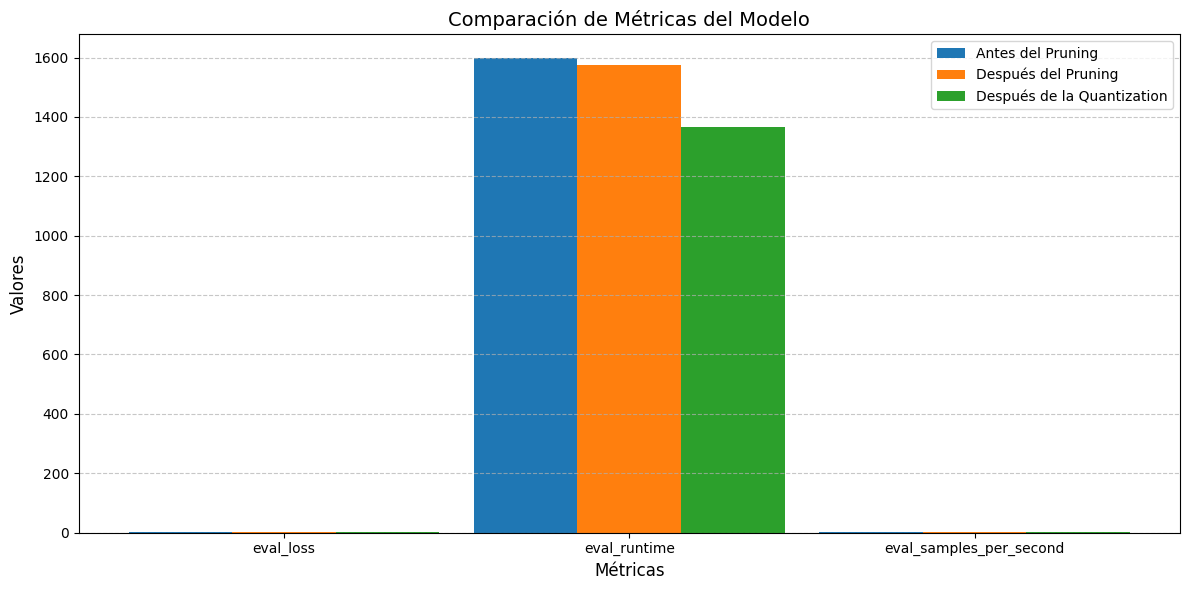 Comparación de Métricas del Modelo
Antes del Pruning
Después del Pruning
Después de la Quantization
Valores
1600
1400
1200
1000
800
600
400
200
0
eval_loss
eval_runtime
eval_samples_per_second
Métricas